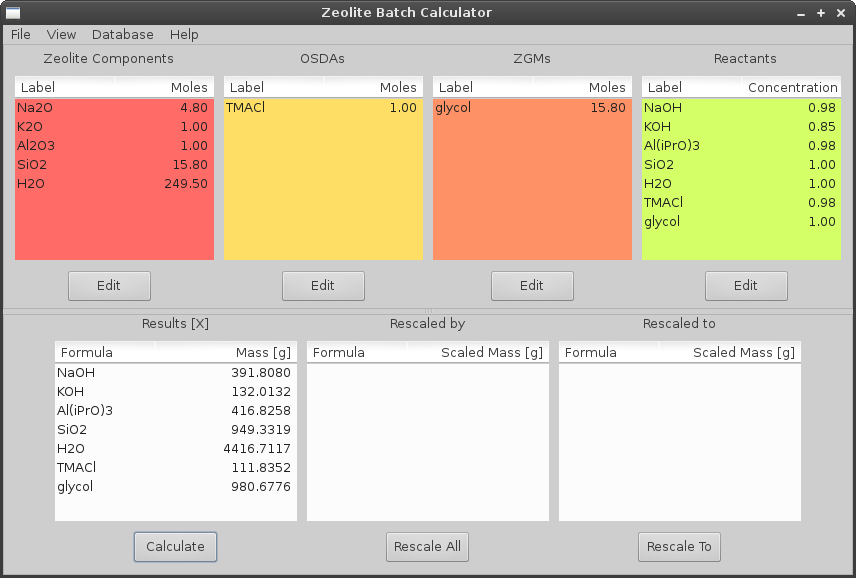 Zeolite Batch Calculator
File View Database Help
Zeolite Components OSDAs ZGMs Reactants
Label Moles Label Moles Label Moles Label Concentration
Na2O 4.80 TMACl 1.00 glycol 15.80 NaOH 0.98
K2O 1.00 KOH 0.85
Al2O3 1.00 Al(iPrO)3 0.98
SiO2 15.80 SiO2 1.00
H2O 249.50 H2O 1.00
TMACl 0.98
glycol 1.00
Edit Edit Edit Edit
Results [X] Rescaled by Rescaled to
Formula Mass [g] Formula Scaled Mass [g] Formula Scaled Mass [g]
NaOH 391.8080
KOH 132.0132
Al(iPrO)3 416.8258
SiO2 949.3319
H2O 4416.7117
TMACl 111.8352
glycol 980.6776
Calculate Rescale All Rescale To